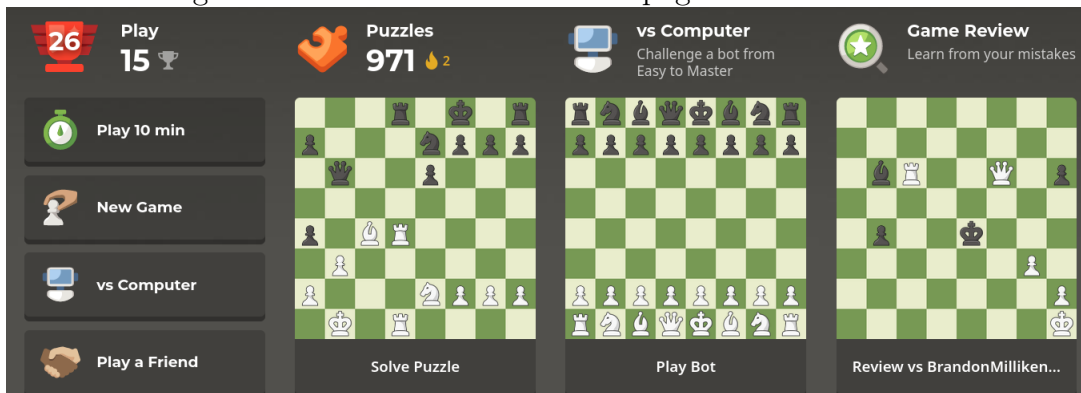 26
Play
15
Puzzles
971 2
vs Computer
Challenge a bot from
Easy to Master
Game Review
Learn from your mistakes
Play 10 min
New Game
vs Computer
Play a Friend
Solve Puzzle
Play Bot
Review vs BrandonMilliken...